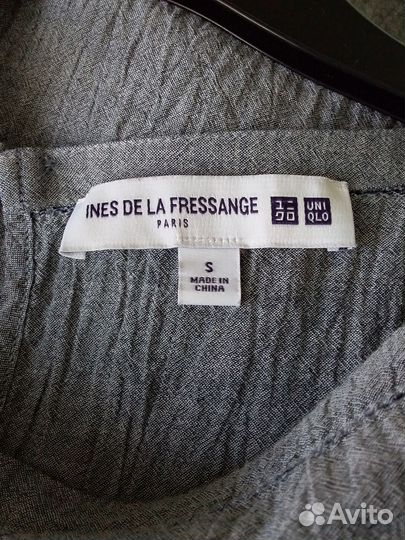 INES DE LA FRESSANGE
PARIS
ユニ
クロ
UNI
QLO
S
MADE IN
CHINA
Avito